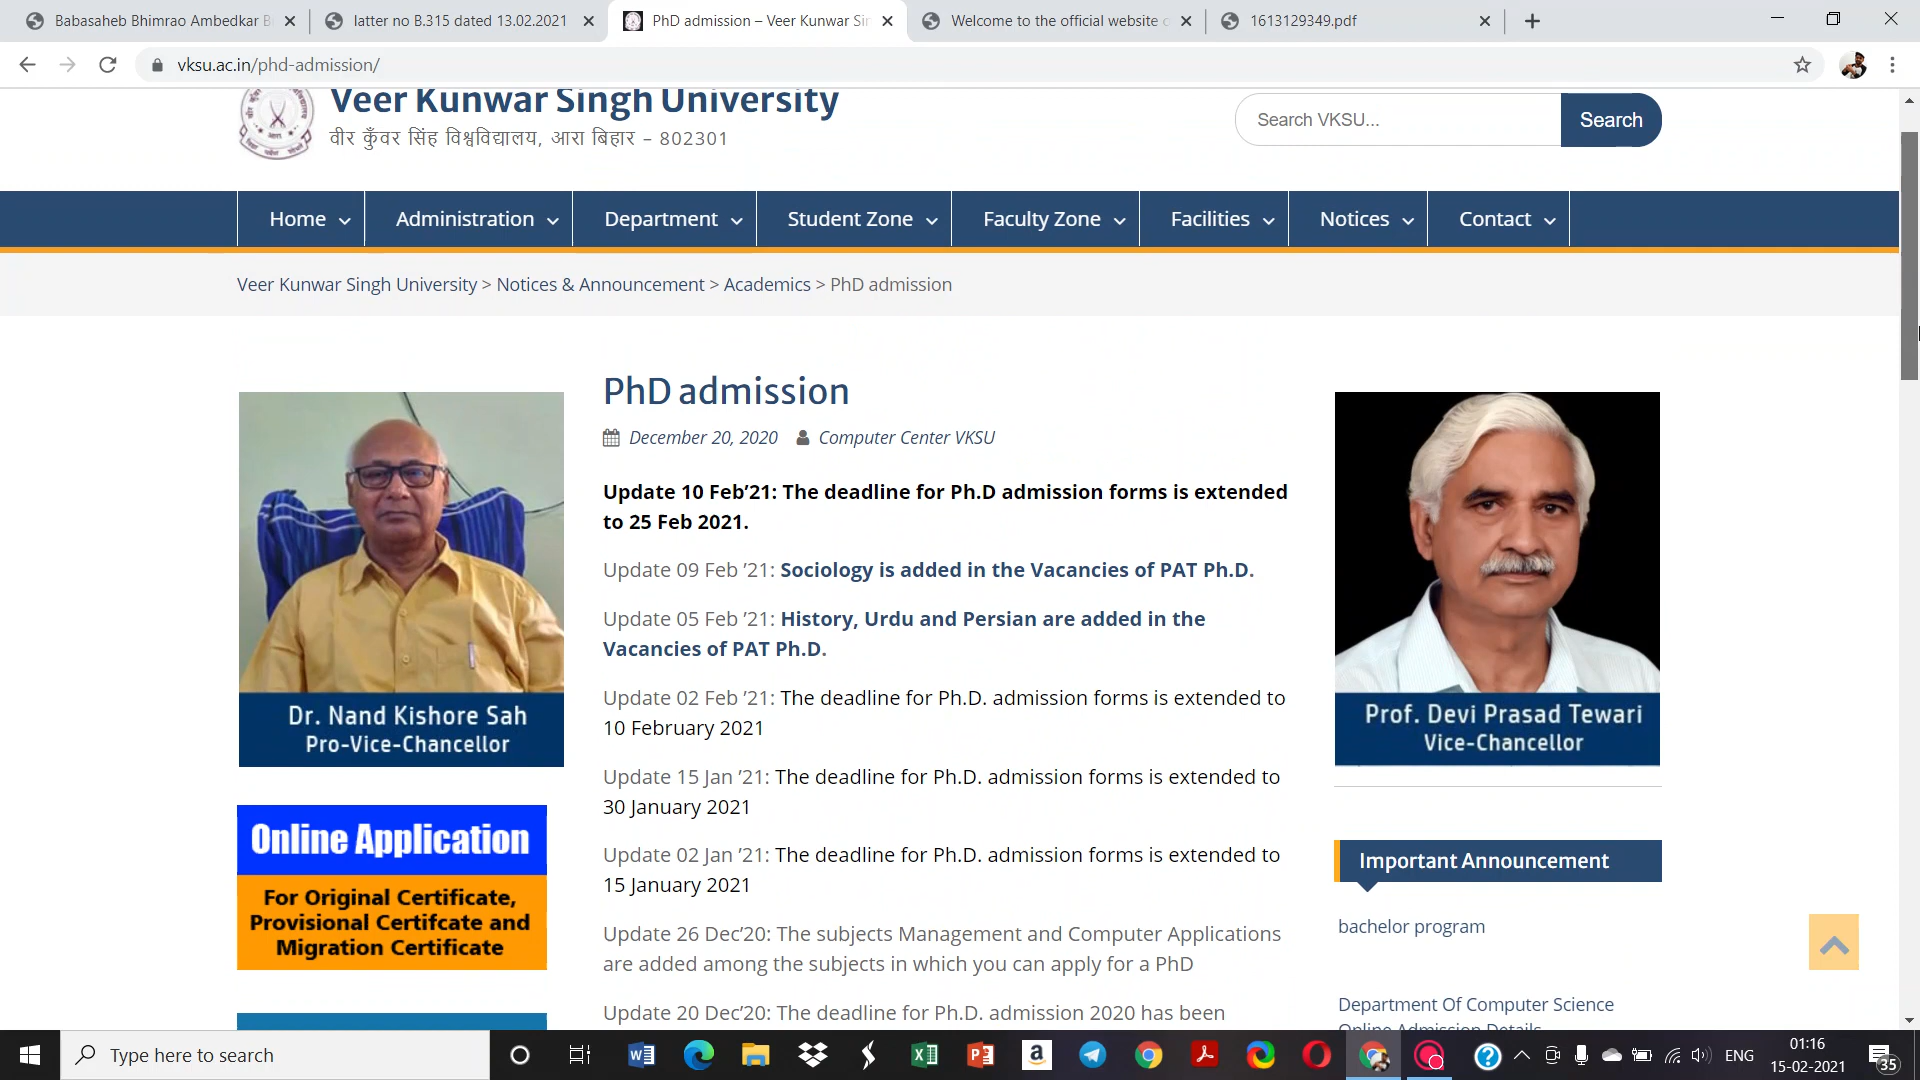 Babasaheb Bhimrao Ambedkar B
latter no B.315 dated 13.02.2021
PhD admission – Veer Kunwar Sin
Welcome to the official website
1613129349.pdf
vksu.ac.in/phd-admission/
Veer Kunwar Singh University
वीर कुँवर सिंह विश्वविद्यालय, आरा बिहार – 802301
Search VKSU...
Search
Home
Administration
Department
Student Zone
Faculty Zone
Facilities
Notices
Contact
Veer Kunwar Singh University > Notices & Announcement > Academics > PhD admission
PhD admission
December 20, 2020 Computer Center VKSU
Update 10 Feb’21: The deadline for Ph.D admission forms is extended
to 25 Feb 2021.
Update 09 Feb ’21: Sociology is added in the Vacancies of PAT Ph.D.
Update 05 Feb ’21: History, Urdu and Persian are added in the
Vacancies of PAT Ph.D.
Update 02 Feb ’21: The deadline for Ph.D. admission forms is extended to
10 February 2021
Update 15 Jan ’21: The deadline for Ph.D. admission forms is extended to
30 January 2021
Update 02 Jan ’21: The deadline for Ph.D. admission forms is extended to
15 January 2021
Update 26 Dec’20: The subjects Management and Computer Applications
are added among the subjects in which you can apply for a PhD
Update 20 Dec’20: The deadline for Ph.D. admission 2020 has been
Dr. Nand Kishore Sah
Pro-Vice-Chancellor
Online Application
For Original Certificate,
Provisional Certifcate and
Migration Certificate
Prof. Devi Prasad Tewari
Vice-Chancellor
Important Announcement
bachelor program
Department Of Computer Science
Online Admission Details
Type here to search
ENG
01:16
15-02-2021
35